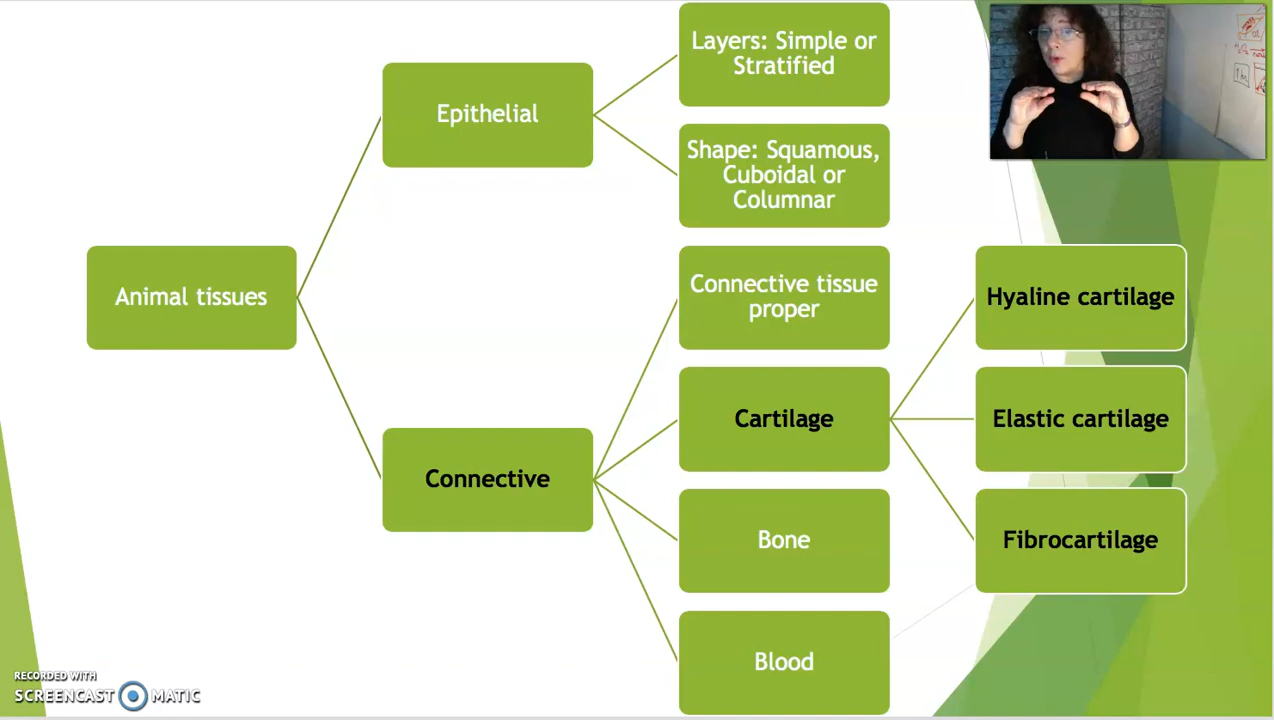 Layers: Simple or
Stratified
Epithelial
Shape: Squamous,
Cuboidal or
Columnar
Animal tissues
Connective tissue
proper
Hyaline cartilage
Cartilage
Elastic cartilage
Connective
Bone
Fibrocartilage
Blood
RECORDED WITH
SCREENCAST MATIC